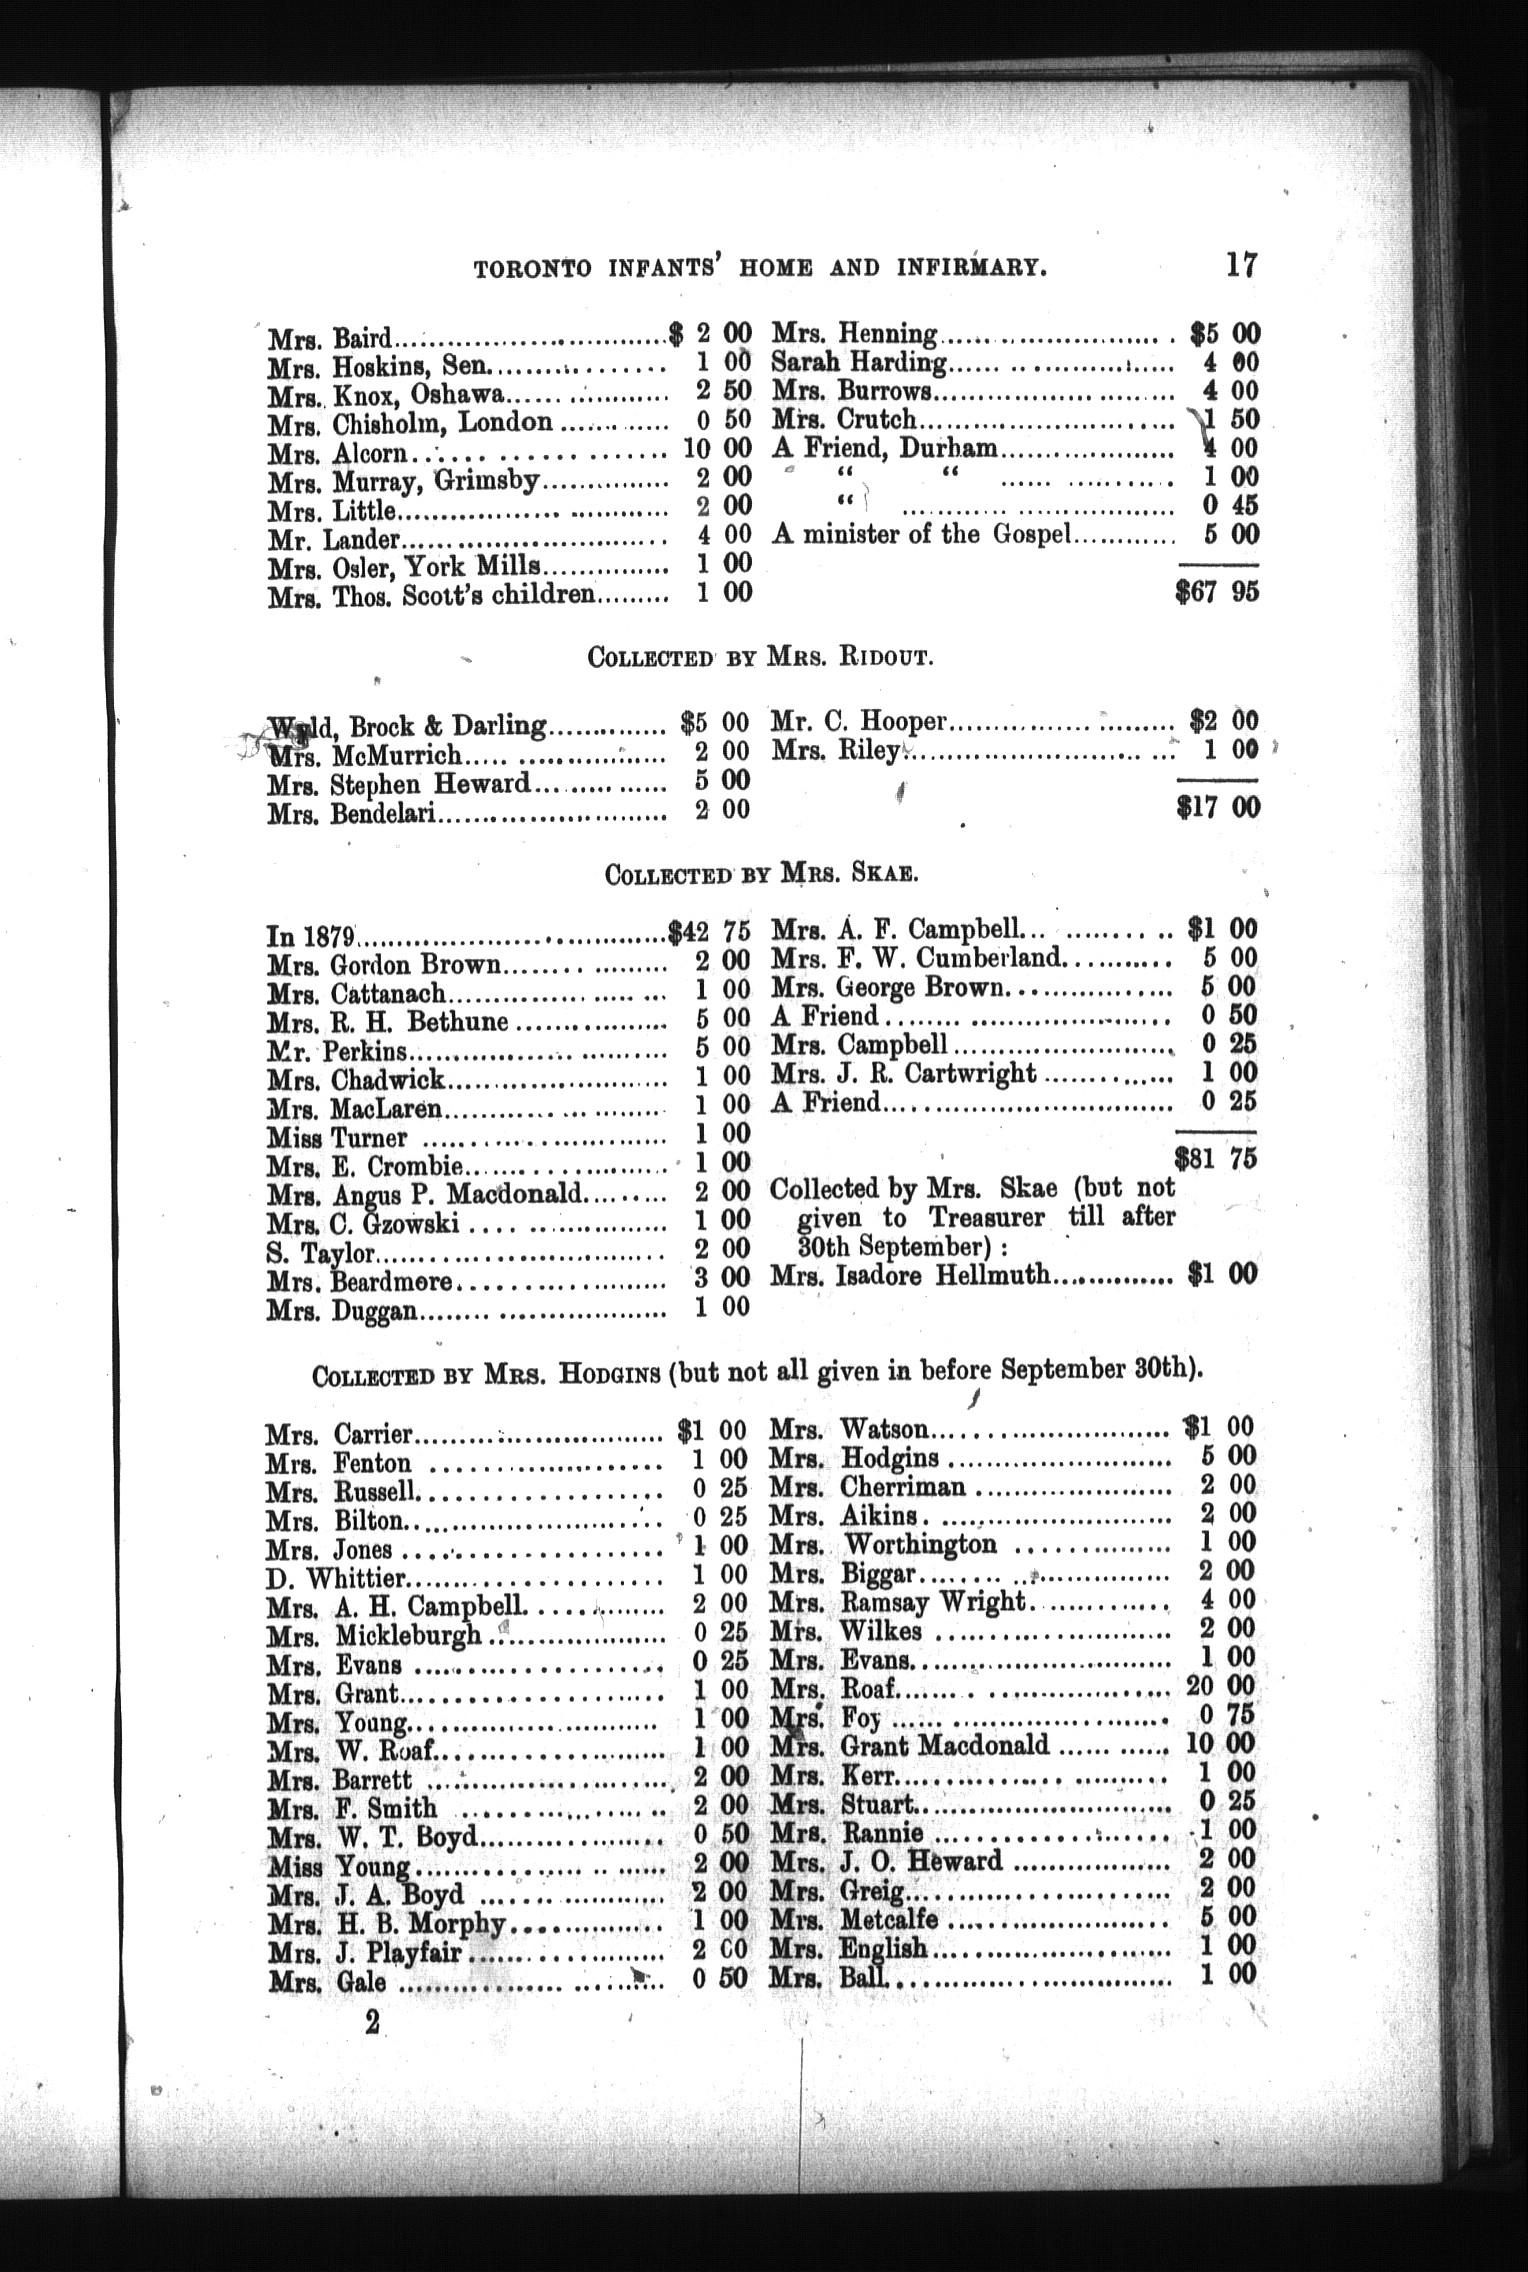 TORONTO INFANTS' HOME AND INFIRMARY. 17
Mrs. Baird $ 2 00
Mrs. Hoskins, Sen. 1 00
Mrs. Knox, Oshawa 2 50
Mrs. Chisholm, London 0 50
Mrs. Alcorn 10 00
Mrs. Murray, Grimsby 2 00
Mrs. Little 2 00
Mr. Lander 4 00
Mrs. Osler, York Mills 1 00
Mrs. Thos. Scott's children 1 00
Mrs. Henning $5 00
Sarah Harding 4 00
Mrs. Burrows 4 00
Mrs. Crutch 1 50
A Friend, Durham 4 00
" " 1 00
" 0 45
A minister of the Gospel 5 00
$67 95
COLLECTED BY MRS. RIDOUT.
Wyld, Brock & Darling $5 00
Mrs. McMurrich 2 00
Mrs. Stephen Heward 5 00
Mrs. Bendelari 2 00
Mr. C. Hooper $2 00
Mrs. Riley 1 00
$17 00
COLLECTED BY MRS. SKAE.
In 1879 $42 75
Mrs. Gordon Brown 2 00
Mrs. Cattanach 1 00
Mrs. R. H. Bethune 5 00
Mr. Perkins 5 00
Mrs. Chadwick 1 00
Mrs. MacLaren 1 00
Miss Turner 1 00
Mrs. E. Crombie 1 00
Mrs. Angus P. Macdonald 2 00
Mrs. C. Gzowski 1 00
S. Taylor 2 00
Mrs. Beardmore 3 00
Mrs. Duggan 1 00
Mrs. A. F. Campbell $1 00
Mrs. F. W. Cumberland 5 00
Mrs. George Brown 5 00
A Friend 0 50
Mrs. Campbell 0 25
Mrs. J. R. Cartwright 1 00
A Friend 0 25
$81 75
Collected by Mrs. Skae (but not
given to Treasurer till after
30th September) :
Mrs. Isadore Hellmuth $1 00
COLLECTED BY MRS. HODGINS (but not all given in before September 30th).
Mrs. Carrier $1 00
Mrs. Fenton 1 00
Mrs. Russell 0 25
Mrs. Bilton 0 25
Mrs. Jones 1 00
D. Whittier 1 00
Mrs. A. H. Campbell 2 00
Mrs. Mickleburgh 0 25
Mrs. Evans 0 25
Mrs. Grant 1 00
Mrs. Young 1 00
Mrs. W. Roaf 1 00
Mrs. Barrett 2 00
Mrs. F. Smith 2 00
Mrs. W. T. Boyd 0 50
Miss Young 2 00
Mrs. J. A. Boyd 2 00
Mrs. H. B. Morphy 1 00
Mrs. J. Playfair 2 00
Mrs. Gale 0 50
Mrs. Watson $1 00
Mrs. Hodgins 5 00
Mrs. Cherriman 2 00
Mrs. Aikins 2 00
Mrs. Worthington 1 00
Mrs. Biggar 2 00
Mrs. Ramsay Wright 4 00
Mrs. Wilkes 2 00
Mrs. Evans 1 00
Mrs. Roaf 20 00
Mrs. Foy 0 75
Mrs. Grant Macdonald 10 00
Mrs. Kerr 1 00
Mrs. Stuart 0 25
Mrs. Rannie 1 00
Mrs. J. O. Heward 2 00
Mrs. Greig 2 00
Mrs. Metcalfe 5 00
Mrs. English 1 00
Mrs. Ball 1 00
2